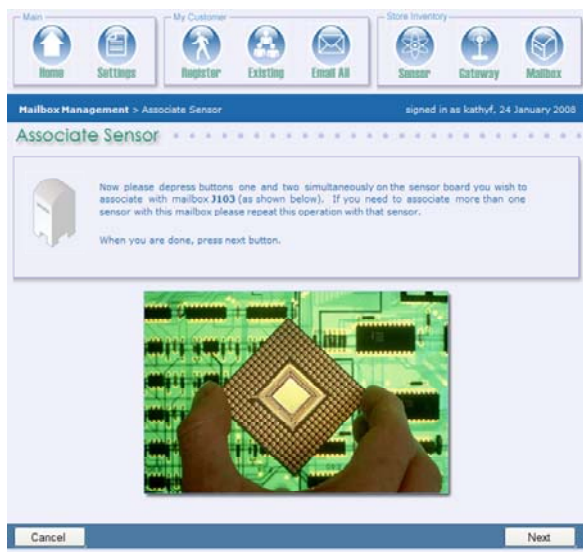 Main
My Customer
Store Inventory
Home
Settings
Register
Existing
Email All
Sensor
Gateway
Mailbox
Mailbox Management > Associate Sensor
signed in as kathyf, 24 January 2008
Associate Sensor
Now please depress buttons one and two simultaneously on the sensor board you wish to
associate with mailbox J103 (as shown below). If you need to associate more than one
sensor with this mailbox please repeat this operation with that sensor.
When you are done, press next button.
Cancel
Next